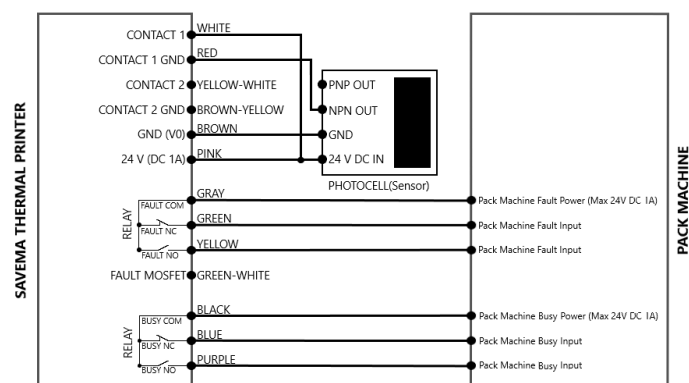 CONTACT 1 WHITE
CONTACT 1 GND RED
CONTACT 2 YELLOW-WHITE PNP OUT
CONTACT 2 GND BROWN-YELLOW NPN OUT
GND (V0) BROWN GND
24 V (DC 1A) PINK 24 V DC IN
PHOTOCELL(Sensor)
SAVEMA THERMAL PRINTER
PACK MACHINE
RELAY
FAULT COM GRAY Pack Machine Fault Power (Max 24V DC 1A)
FAULT NC GREEN Pack Machine Fault Input
FAULT NO YELLOW Pack Machine Fault Input
FAULT MOSFET GREEN-WHITE
RELAY
BUSY COM BLACK Pack Machine Busy Power (Max 24V DC 1A)
BUSY NC BLUE Pack Machine Busy Input
BUSY NO PURPLE Pack Machine Busy Input